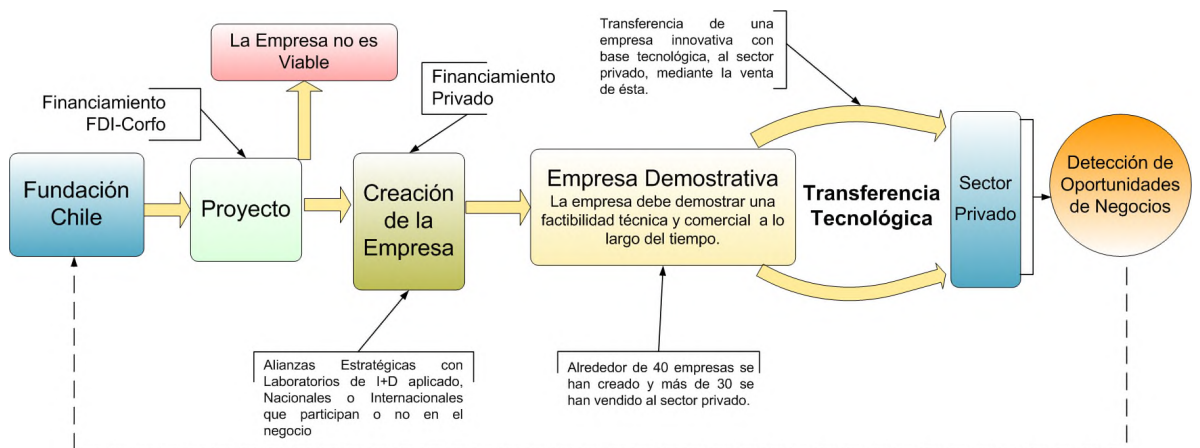 La Empresa no es
Viable
Financiamiento
FDI-Corfo
Financiamiento
Privado
Transferencia de una
empresa innovativa con
base tecnológica, al sector
privado, mediante la venta
de ésta.
Fundación
Chile
Proyecto
Creación
de la
Empresa
Empresa Demostrativa
La empresa debe demostrar una
factibilidad técnica y comercial a lo
largo del tiempo.
Transferencia
Tecnológica
Sector
Privado
Detección de
Oportunidades
de Negocios
Alianzas Estratégicas con
Laboratorios de I+D aplicado,
Nacionales o Internacionales
que participan o no en el
negocio
Alrededor de 40 empresas se
han creado y más de 30 se
han vendido al sector privado.